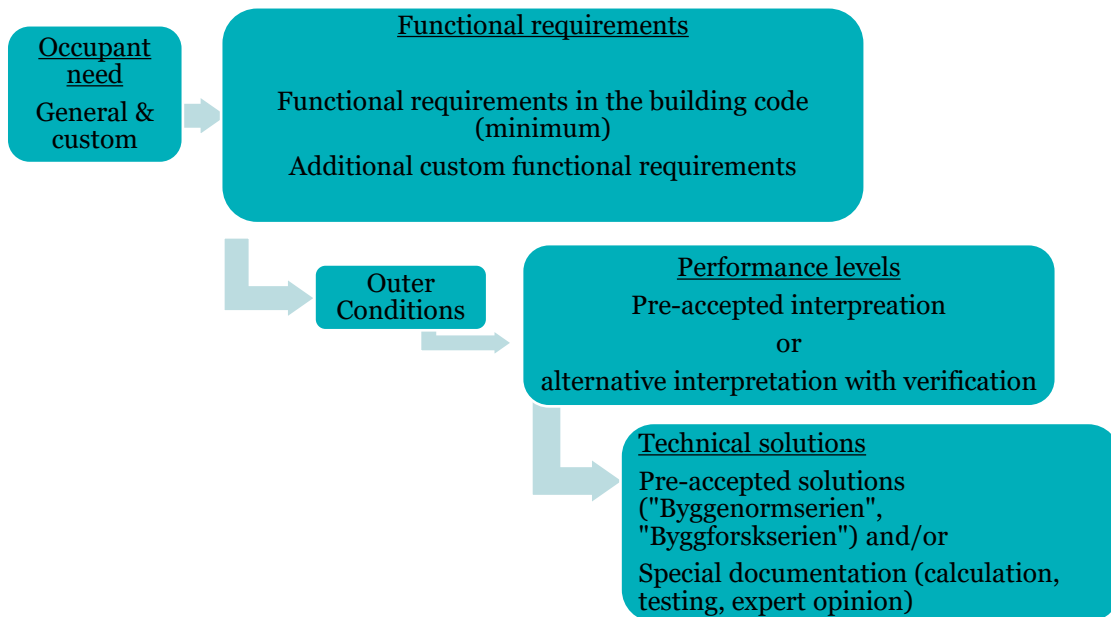 Occupant
need
General &
custom
Functional requirements
Functional requirements in the building code
(minimum)
Additional custom functional requirements
Outer
Conditions
Performance levels
Pre-accepted interpreation
or
alternative interpretation with verification
Technical solutions
Pre-accepted solutions
("Byggenormserien",
"Byggforskserien") and/or
Special documentation (calculation,
testing, expert opinion)